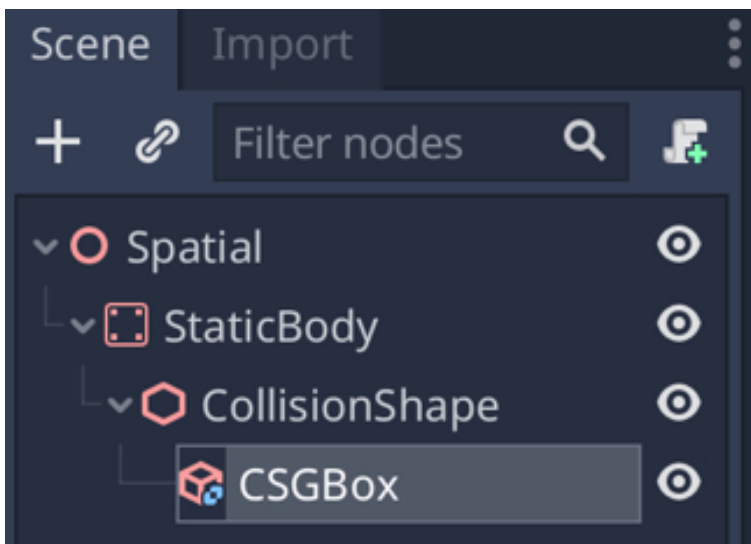 Scene Import
Filter nodes
Spatial
StaticBody
CollisionShape
CSGBox